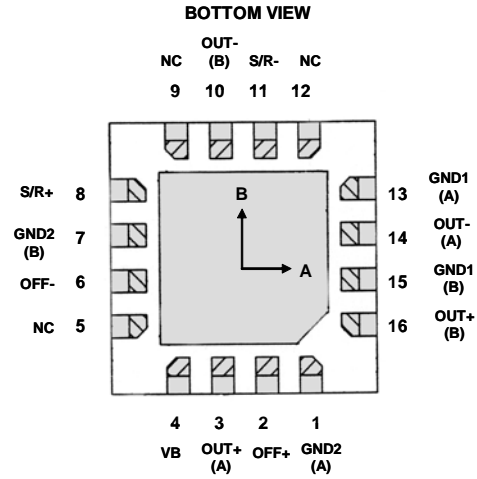 BOTTOM VIEW
NC
OUT-
(B)
S/R-
NC
9 10 11 12
S/R+ 8
GND2
(B)
7
OFF- 6
NC 5
B
A
13 GND1
(A)
14 OUT-
(A)
15 GND1
(B)
16 OUT+
(B)
4 3 2 1
VB
OUT+
(A)
OFF+
GND2
(A)